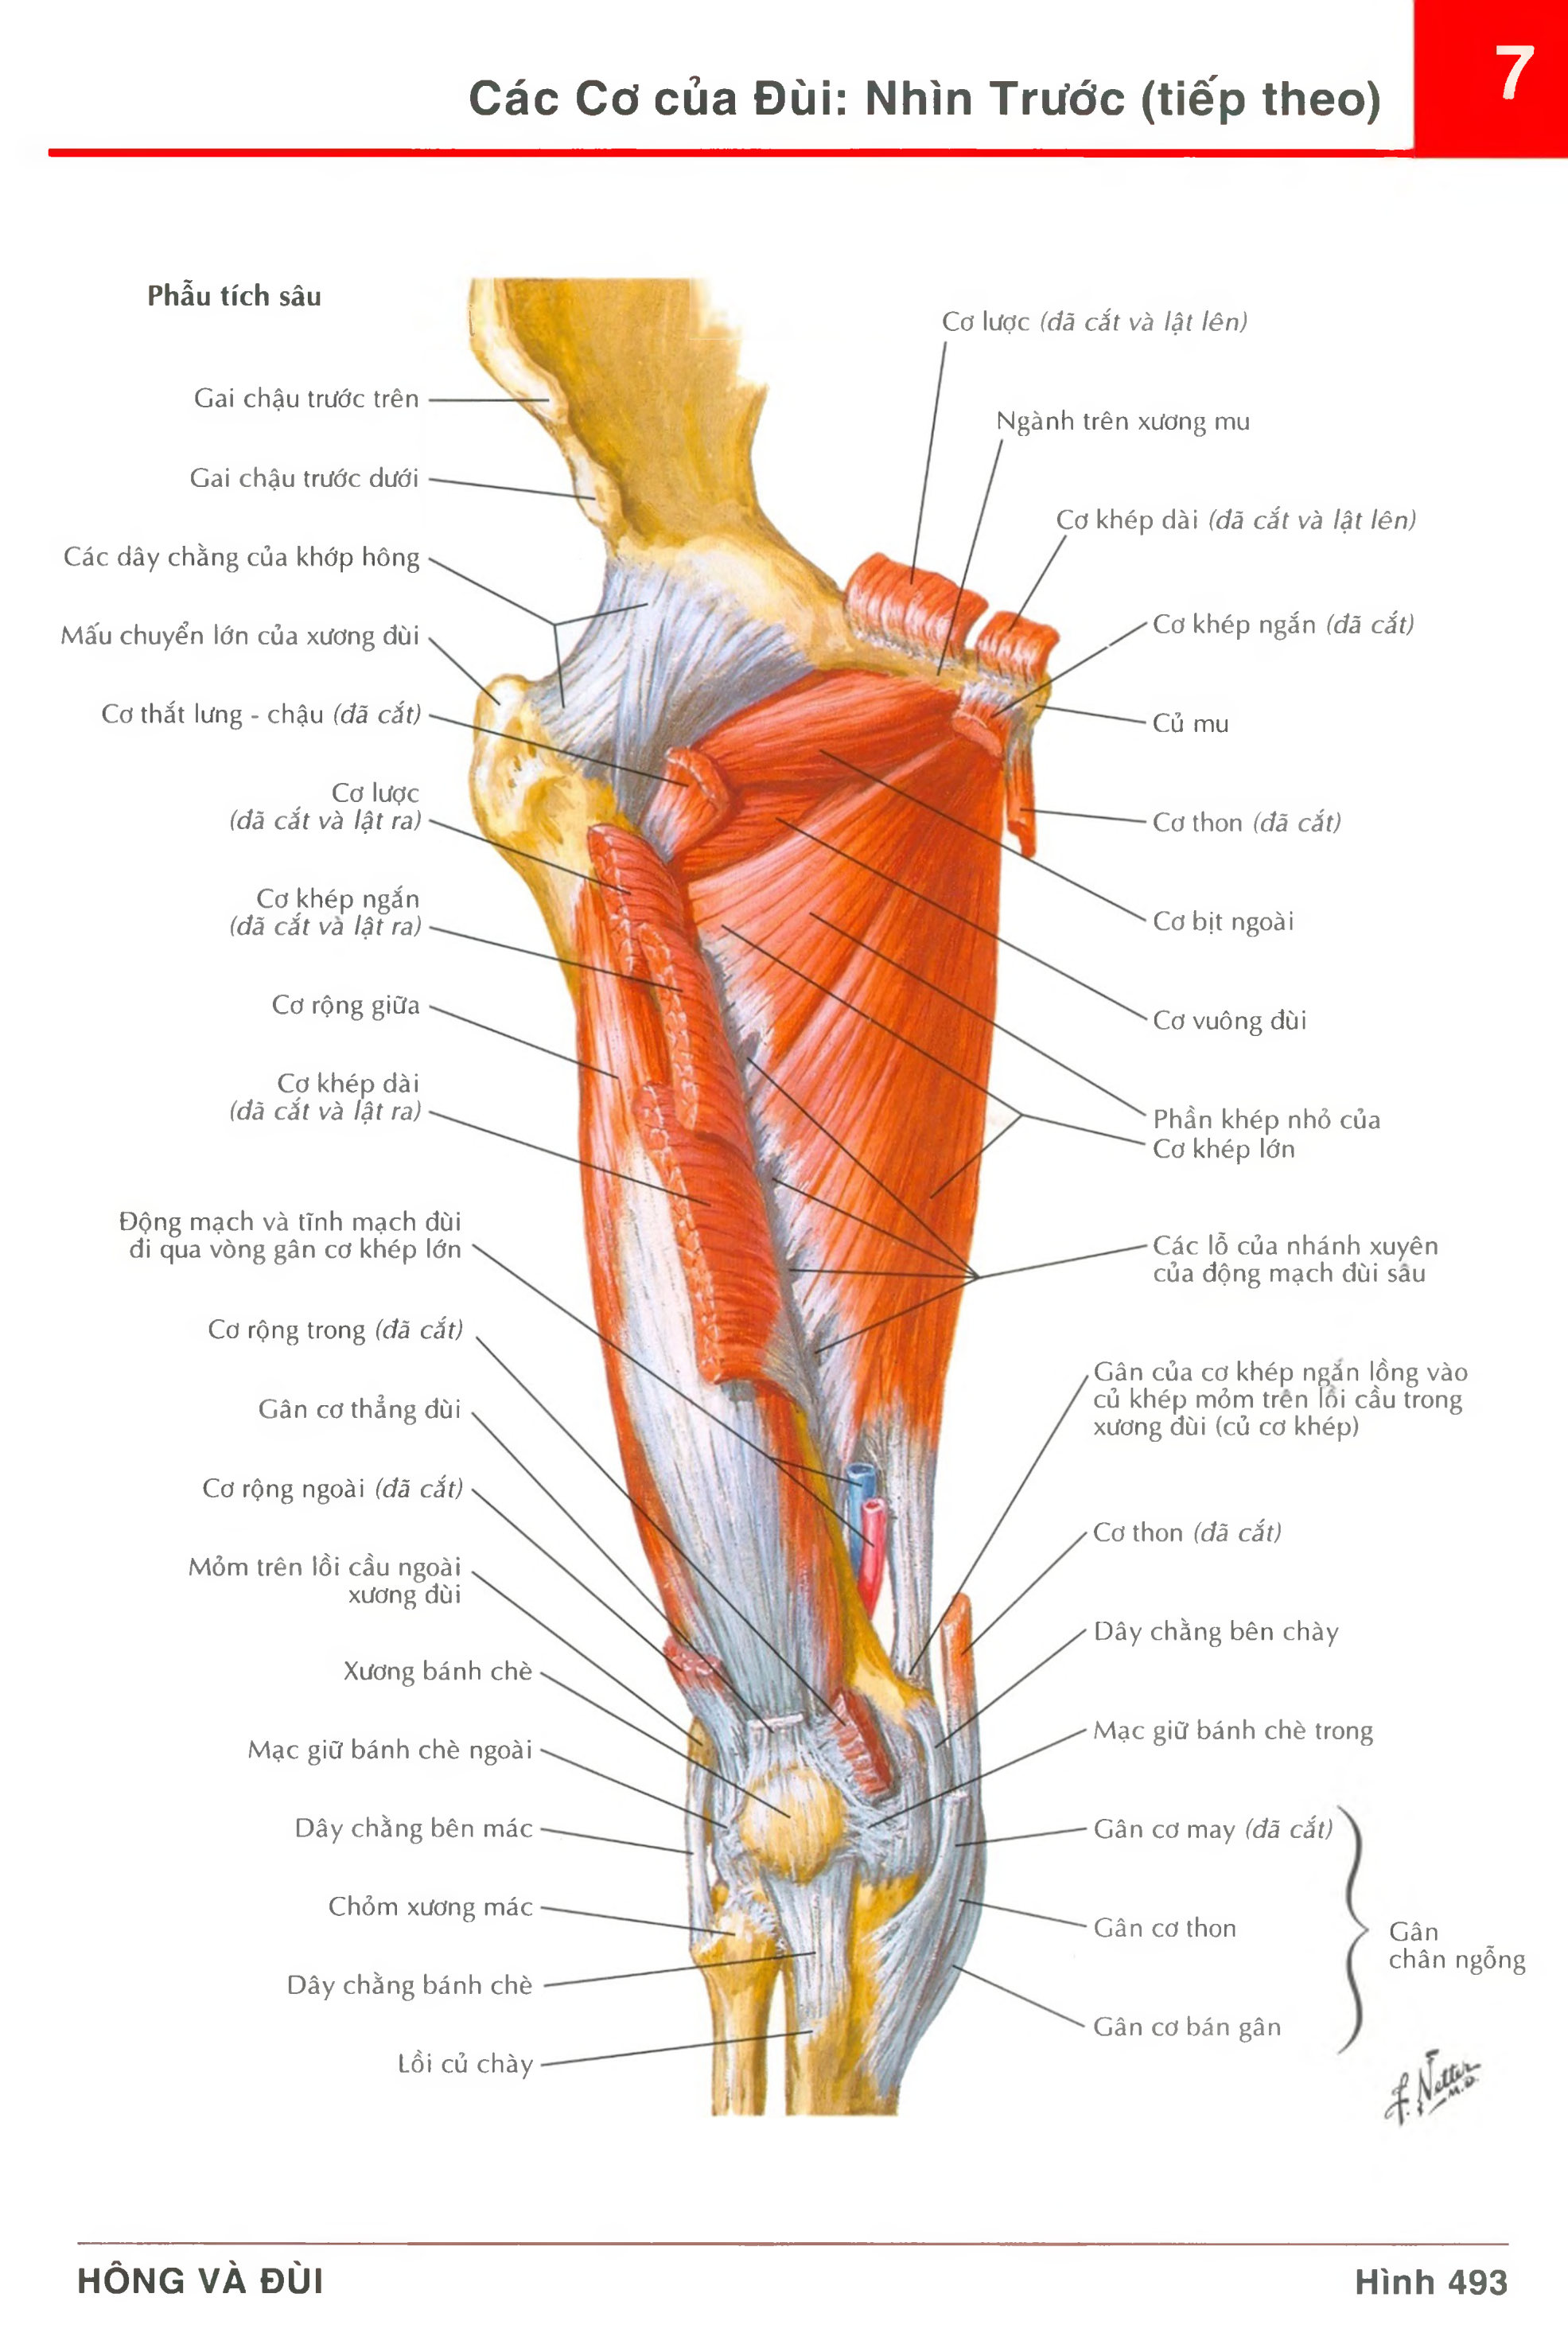 7
Các Cơ của Đùi: Nhìn Trước (tiếp theo)
Phẫu tích sâu
Gai chậu trước trên
Gai chậu trước dưới
Các dây chằng của khớp hông
Mấu chuyển lớn của xương đùi
Cơ thắt lưng - chậu (đã cắt)
Cơ lược
(đã cắt và lật ra)
Cơ khép ngắn
(đã cắt và lật ra)
Cơ rộng giữa
Cơ khép dài
(đã cắt và lật ra)
Động mạch và tĩnh mạch đùi
đi qua vòng gân cơ khép lớn
Cơ rộng trong (đã cắt)
Gân cơ thẳng đùi
Cơ rộng ngoài (đã cắt)
Mỏm trên lồi cầu ngoài
xương đùi
Xương bánh chè
Mạc giữ bánh chè ngoài
Dây chằng bên mác
Chỏm xương mác
Dây chằng bánh chè
Lồi củ chày
Cơ lược (đã cắt và lật lên)
Ngành trên xương mu
Cơ khép dài (đã cắt và lật lên)
Cơ khép ngắn (đã cắt)
Củ mu
Cơ thon (đã cắt)
Cơ bịt ngoài
Cơ vuông đùi
Phần khép nhỏ của
Cơ khép lớn
Các lỗ của nhánh xuyên
của động mạch đùi sâu
Gân của cơ khép ngắn lồng vào
củ khép mỏm trên lồi cầu trong
xương đùi (củ cơ khép)
Cơ thon (đã cắt)
Dây chằng bên chày
Mạc giữ bánh chè trong
Gân cơ may (đã cắt)
Gân cơ thon
Gân cơ bán gân
Gân
chân ngỗng
F. Netter
M.D.
HÔNG VÀ ĐÙI
Hình 493